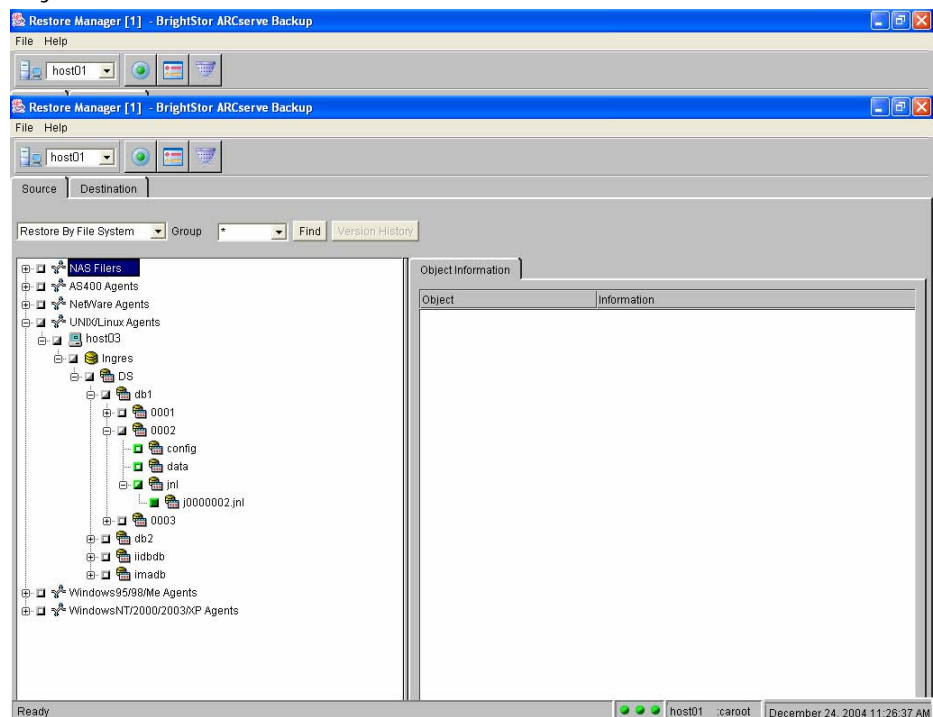 Restore Manager [1] - BrightStor ARCserve Backup
File Help
host01
Restore Manager [1] - BrightStor ARCserve Backup
File Help
host01
Source Destination
Restore By File System Group * Find Version History
NAS Filers
AS400 Agents
NetWare Agents
UNIX/Linux Agents
host03
Ingres
DS
db1
0001
0002
config
data
jnl
j0000002.jnl
0003
db2
iidbdb
imadb
Windows95/98/Me Agents
WindowsNT/2000/2003/XP Agents
Object Information
Object Information
Ready host01 :caroot December 24, 2004 11:26:37 AM